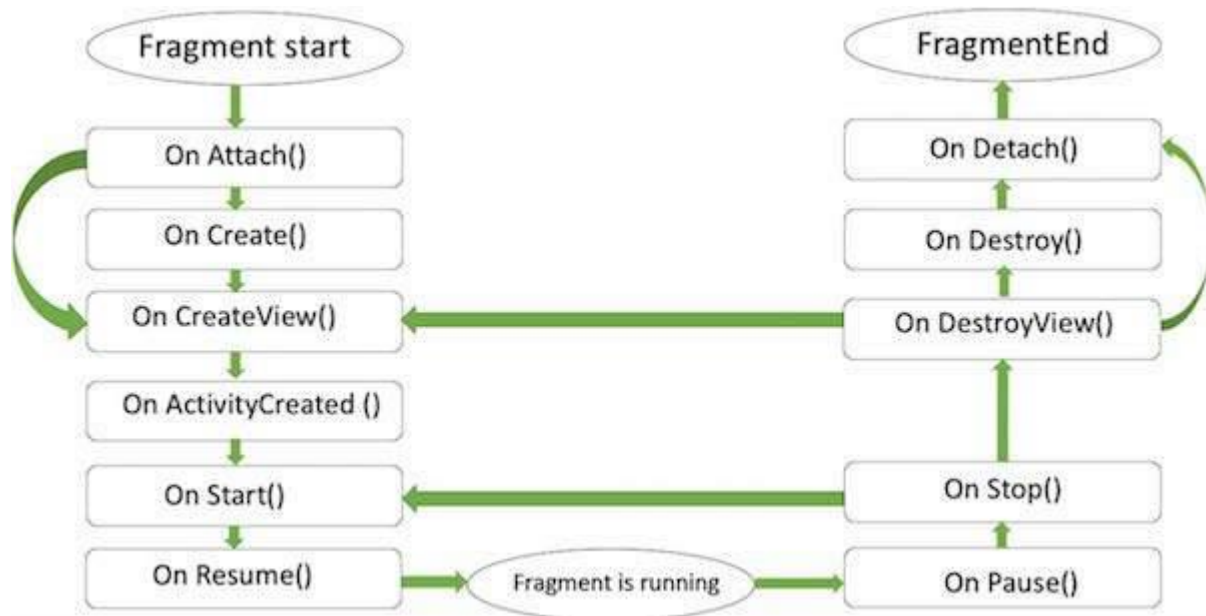 Fragment start
On Attach()
On Create()
On CreateView()
On ActivityCreated ()
On Start()
On Resume()
Fragment is running
On Pause()
On Stop()
On DestroyView()
On Destroy()
On Detach()
FragmentEnd